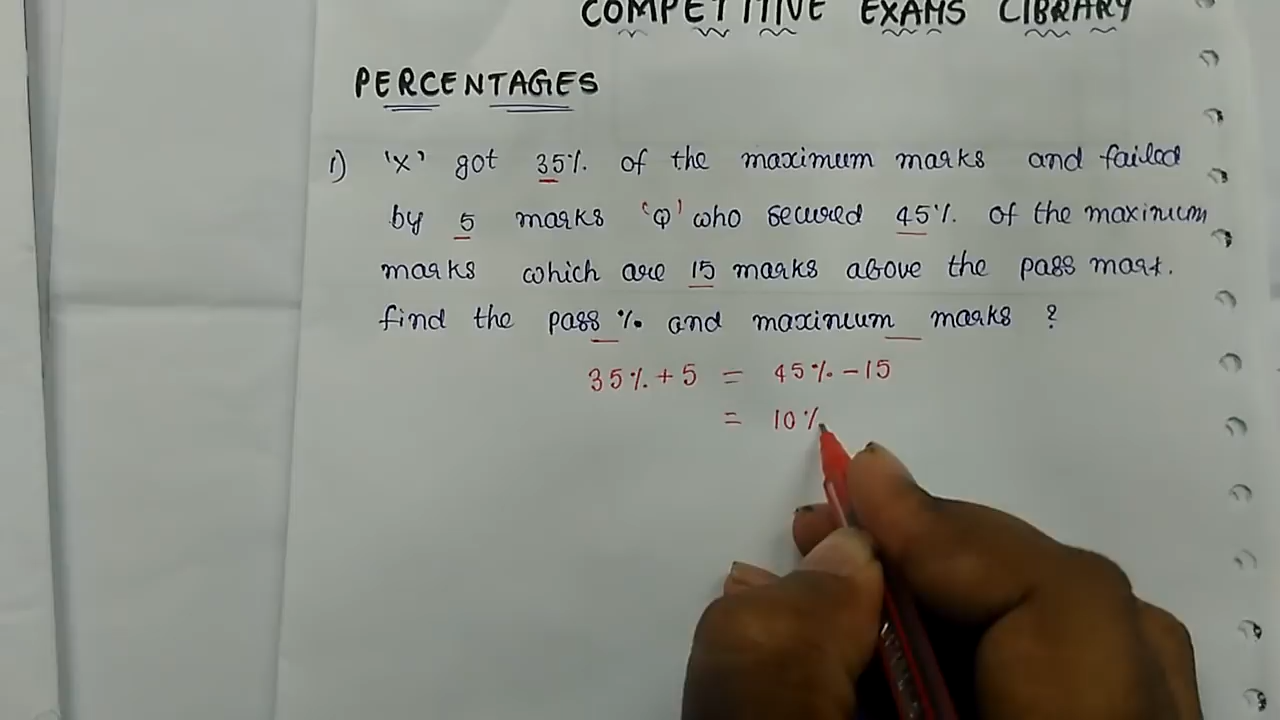 COMPETITIVE EXAMS LIBRARY
PERCENTAGES
1) 'X' got 35% of the maximum marks and failed
by 5 marks 'Q' who secured 45% of the maximum
marks which are 15 marks above the pass mark.
find the pass % and maximum marks ?
35% + 5 = 45% - 15
= 10%